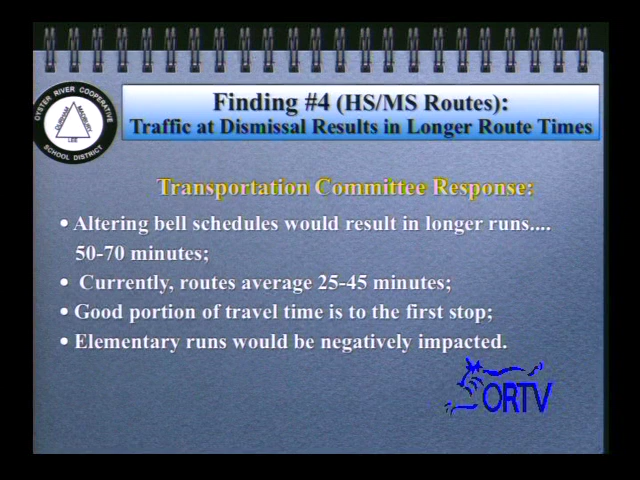 OYSTER RIVER COOPERATIVE
SCHOOL DISTRICT
DURHAM
MADBURY
LEE
Finding #4 (HS/MS Routes):
Traffic at Dismissal Results in Longer Route Times
Transportation Committee Response:
• Altering bell schedules would result in longer runs....
50-70 minutes;
• Currently, routes average 25-45 minutes;
• Good portion of travel time is to the first stop;
• Elementary runs would be negatively impacted.
ORTV